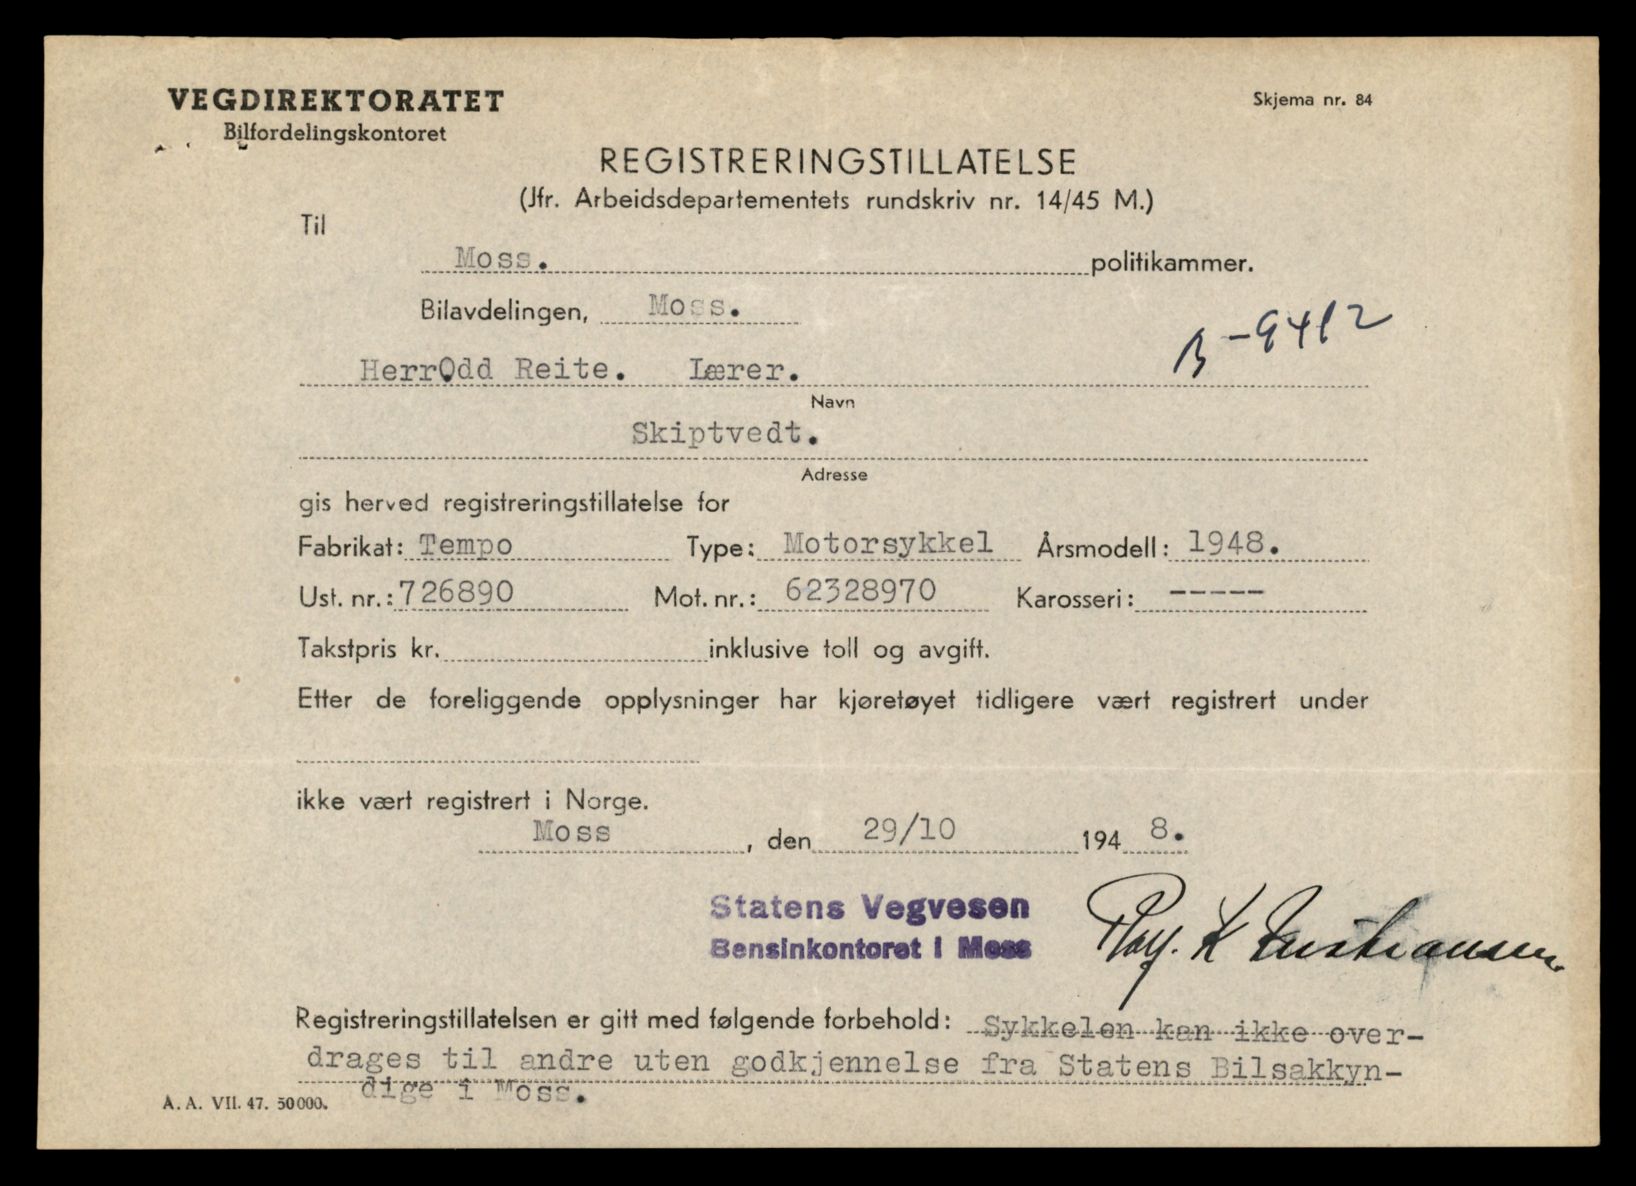 VEGDIREKTORATET
Skjema nr. 84
Bilfordelingskontoret
REGISTRERINGSTILLATELSE
(Jfr. Arbeidsdepartementets rundskriv nr. 14/45 M.)
Til
Moss. politikammer.
Bilavdelingen, Moss.
B-9412
Herr Odd Reite. Lærer.
Navn
Skiptvedt.
Adresse
gis herved registreringstillatelse for
Fabrikat: Tempo Type: Motorsykkel Årsmodell: 1948.
Ust. nr.: 726890 Mot. nr.: 62328970 Karosseri: -----
Takstpris kr. inklusive toll og avgift.
Etter de foreliggende opplysninger har kjøretøyet tidligere vært registrert under
ikke vært registrert i Norge.
Moss, den 29/10 1948.
Statens Vegvesen
Bensinkontoret i Moss
K Kristiansen.
Registreringstillatelsen er gitt med følgende forbehold: Sykkelen kan ikke over-
drages til andre uten godkjennelse fra Statens Bilsakkyn-
dige i Moss.
A. A. VII. 47. 50000.